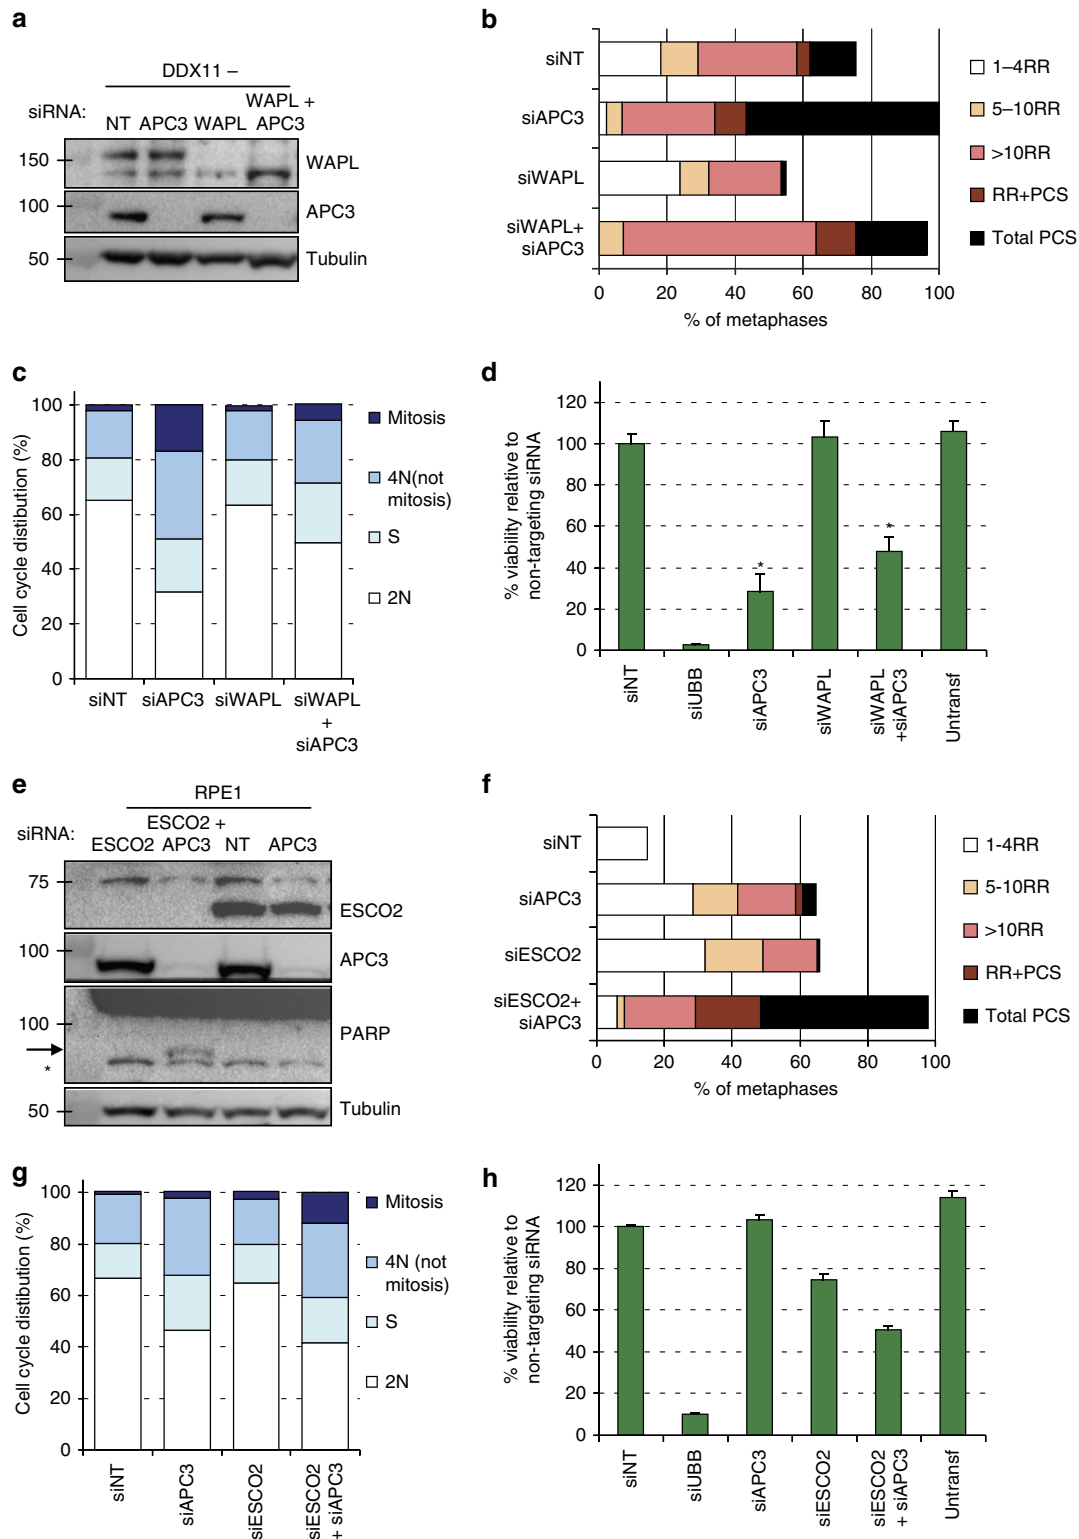 a
DDX11 –
siRNA:
WAPL +
NT APC3 WAPL APC3
150
WAPL
100
APC3
50
Tubulin
b
siNT
siAPC3
siWAPL
siWAPL+
siAPC3
0 20 40 60 80 100
% of metaphases
1–4RR
5–10RR
>10RR
RR+PCS
Total PCS
c
Cell cycle distibution (%)
100
80
60
40
20
0
siNT siAPC3 siWAPL siWAPL
+
siAPC3
Mitosis
4N(not
mitosis)
S
2N
d
% viability relative to
non-targeting siRNA
120
100
80
60
40
20
0
*
*
siNT
siUBB
siAPC3
siWAPL
siWAPL
+siAPC3
Untransf
e
RPE1
siRNA:
ESCO2 +
ESCO2 APC3 NT APC3
75
ESCO2
100
APC3
100
PARP
*
50
Tubulin
f
siNT
siAPC3
siESCO2
siESCO2+
siAPC3
0 20 40 60 80 100
% of metaphases
1-4RR
5-10RR
>10RR
RR+PCS
Total PCS
g
Cell cycle distibution (%)
100
80
60
40
20
0
siNT
siAPC3
siESCO2
siESCO2
+ siAPC3
Mitosis
4N (not
mitosis)
S
2N
h
% viability relative to
non-targeting siRNA
120
100
80
60
40
20
0
siNT
siUBB
siAPC3
siESCO2
siESCO2
+ siAPC3
Untransf